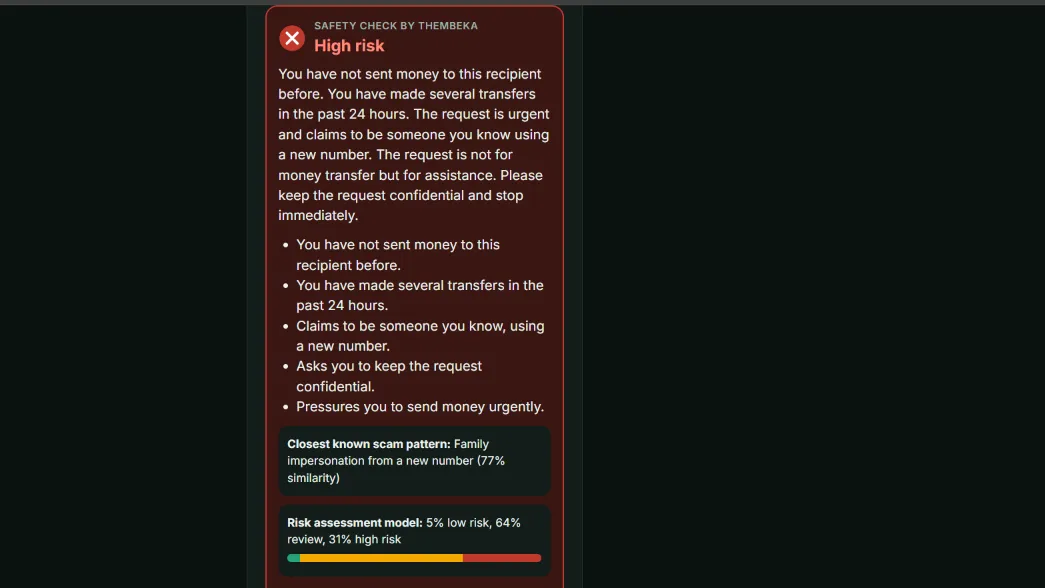 SAFETY CHECK BY THEMBEKA
High risk
You have not sent money to this recipient
before. You have made several transfers
in the past 24 hours. The request is urgent
and claims to be someone you know using
a new number. The request is not for
money transfer but for assistance. Please
keep the request confidential and stop
immediately.
• You have not sent money to this
recipient before.
• You have made several transfers in the
past 24 hours.
• Claims to be someone you know, using
a new number.
• Asks you to keep the request
confidential.
• Pressures you to send money urgently.
Closest known scam pattern: Family
impersonation from a new number (77%
similarity)
Risk assessment model: 5% low risk, 64%
review, 31% high risk